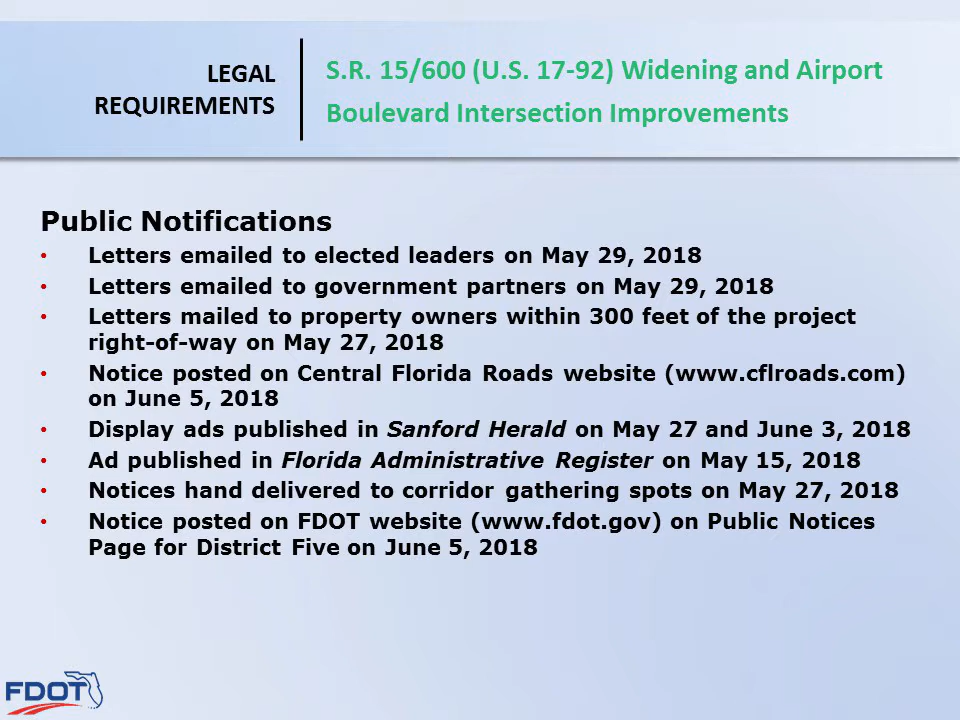 LEGAL
REQUIREMENTS
S.R. 15/600 (U.S. 17-92) Widening and Airport
Boulevard Intersection Improvements
Public Notifications
• Letters emailed to elected leaders on May 29, 2018
• Letters emailed to government partners on May 29, 2018
• Letters mailed to property owners within 300 feet of the project
right-of-way on May 27, 2018
• Notice posted on Central Florida Roads website (www.cflroads.com)
on June 5, 2018
• Display ads published in Sanford Herald on May 27 and June 3, 2018
• Ad published in Florida Administrative Register on May 15, 2018
• Notices hand delivered to corridor gathering spots on May 27, 2018
• Notice posted on FDOT website (www.fdot.gov) on Public Notices
Page for District Five on June 5, 2018
FDOT